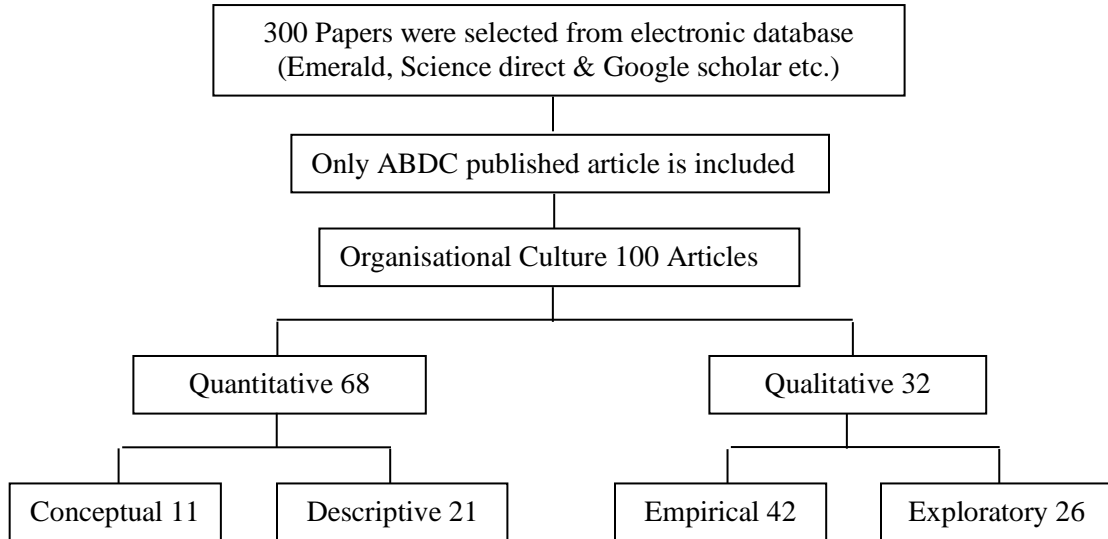 300 Papers were selected from electronic database
(Emerald, Science direct & Google scholar etc.)
Only ABDC published article is included
Organisational Culture 100 Articles
Quantitative 68
Qualitative 32
Conceptual 11
Descriptive 21
Empirical 42
Exploratory 26